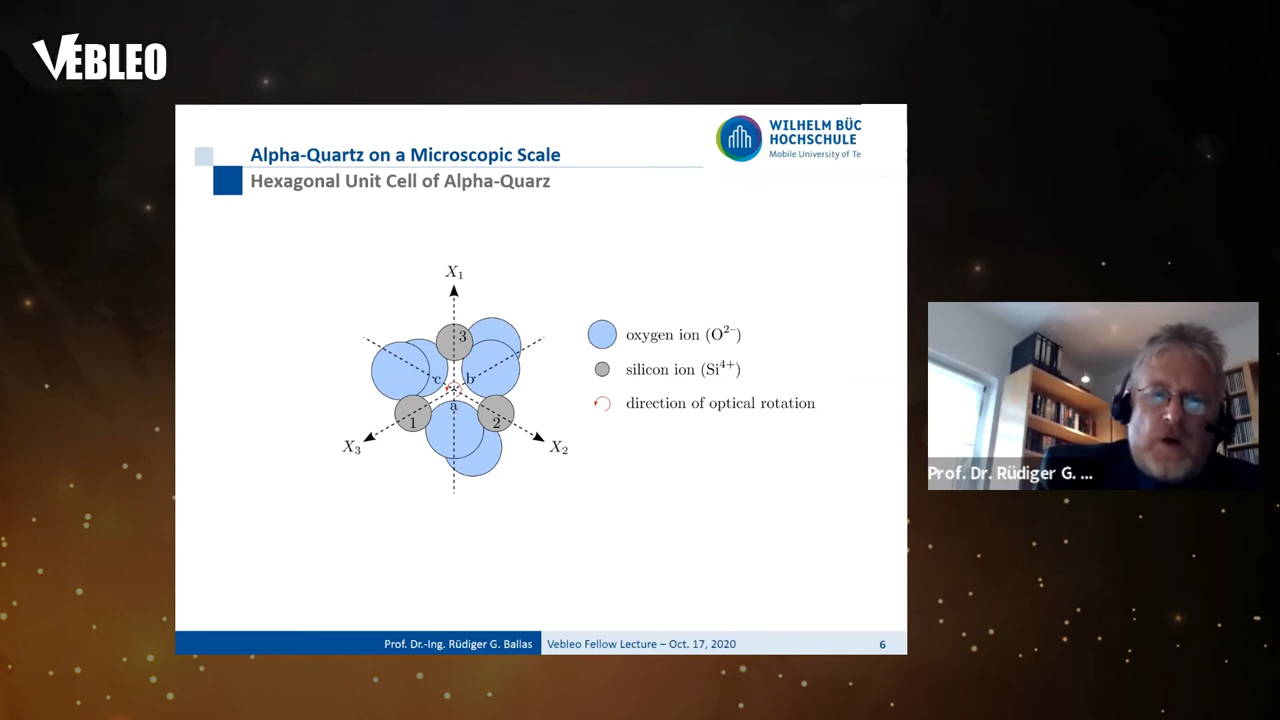 VEBLEO
WILHELM BÜC
HOCHSCHULE
Mobile University of Te
Alpha-Quartz on a Microscopic Scale
Hexagonal Unit Cell of Alpha-Quarz
X1
3
c
b
a
1
2
X3
X2
oxygen ion (O2–)
silicon ion (Si4+)
direction of optical rotation
Prof. Dr. Rüdiger G. ...
Prof. Dr.-Ing. Rüdiger G. Ballas
Vebleo Fellow Lecture – Oct. 17, 2020
6